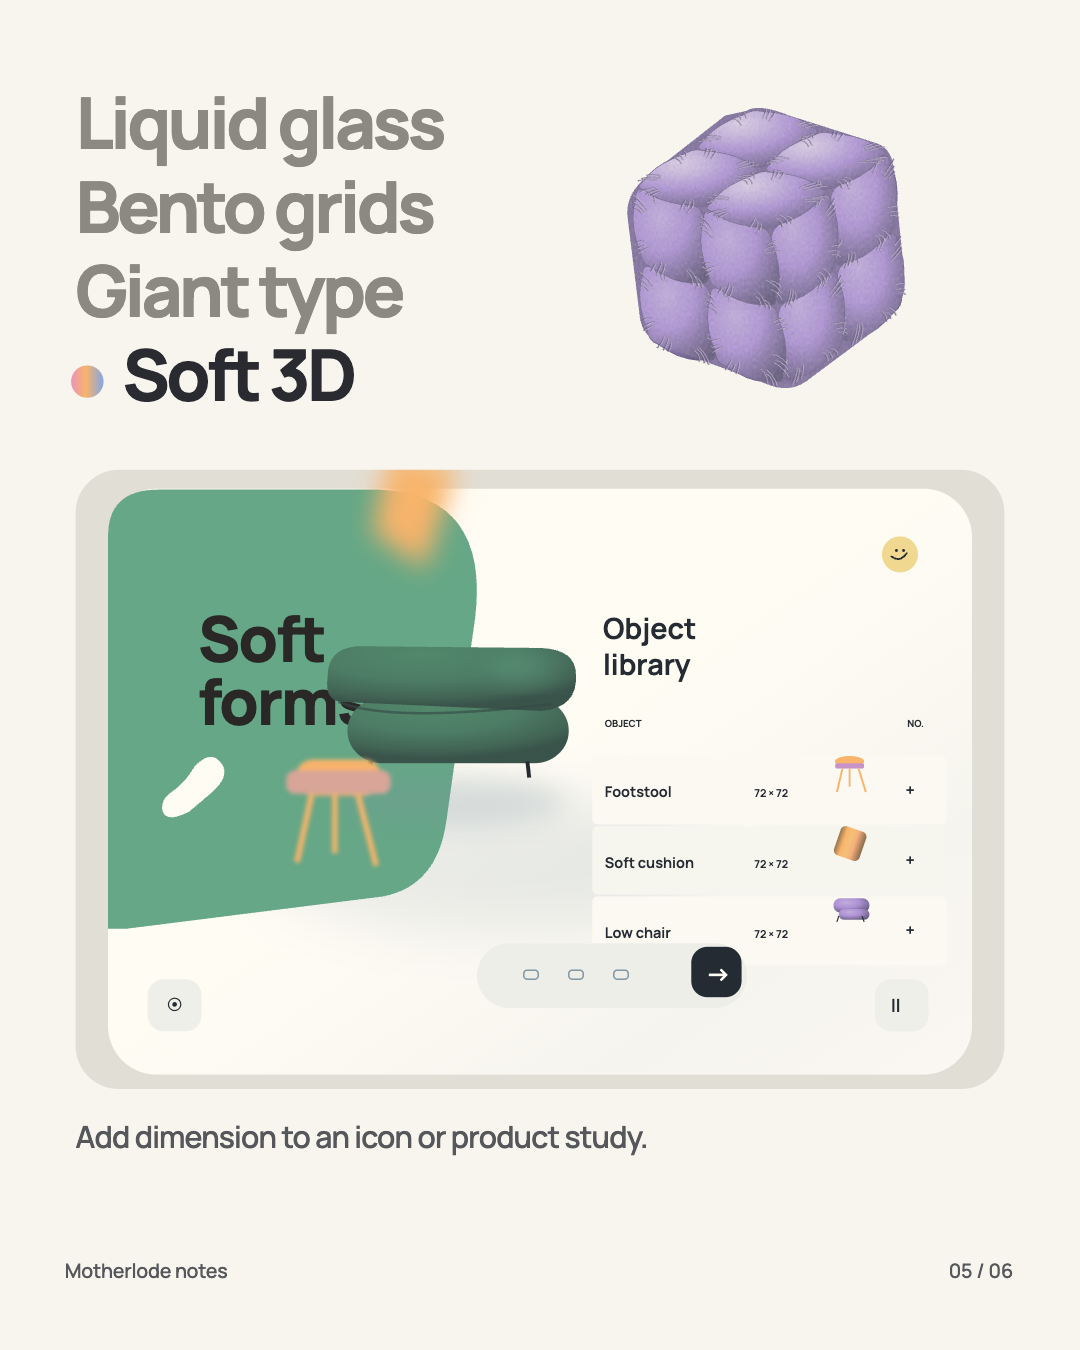 Liquid glass
Bento grids
Giant type
Soft 3D
Soft
forms
Object
library
OBJECT NO.
Footstool 72 × 72 +
Soft cushion 72 × 72 +
Low chair 72 × 72 +
Add dimension to an icon or product study.
Motherlode notes 05 / 06